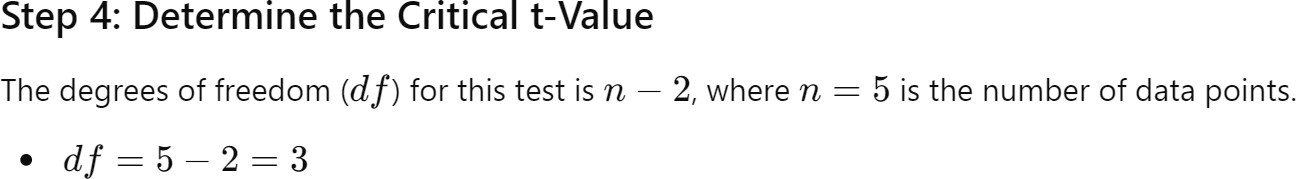 Step 4: Determine the Critical t-Value
The degrees of freedom (df) for this test is n − 2, where n = 5 is the number of data points.
• df = 5 − 2 = 3